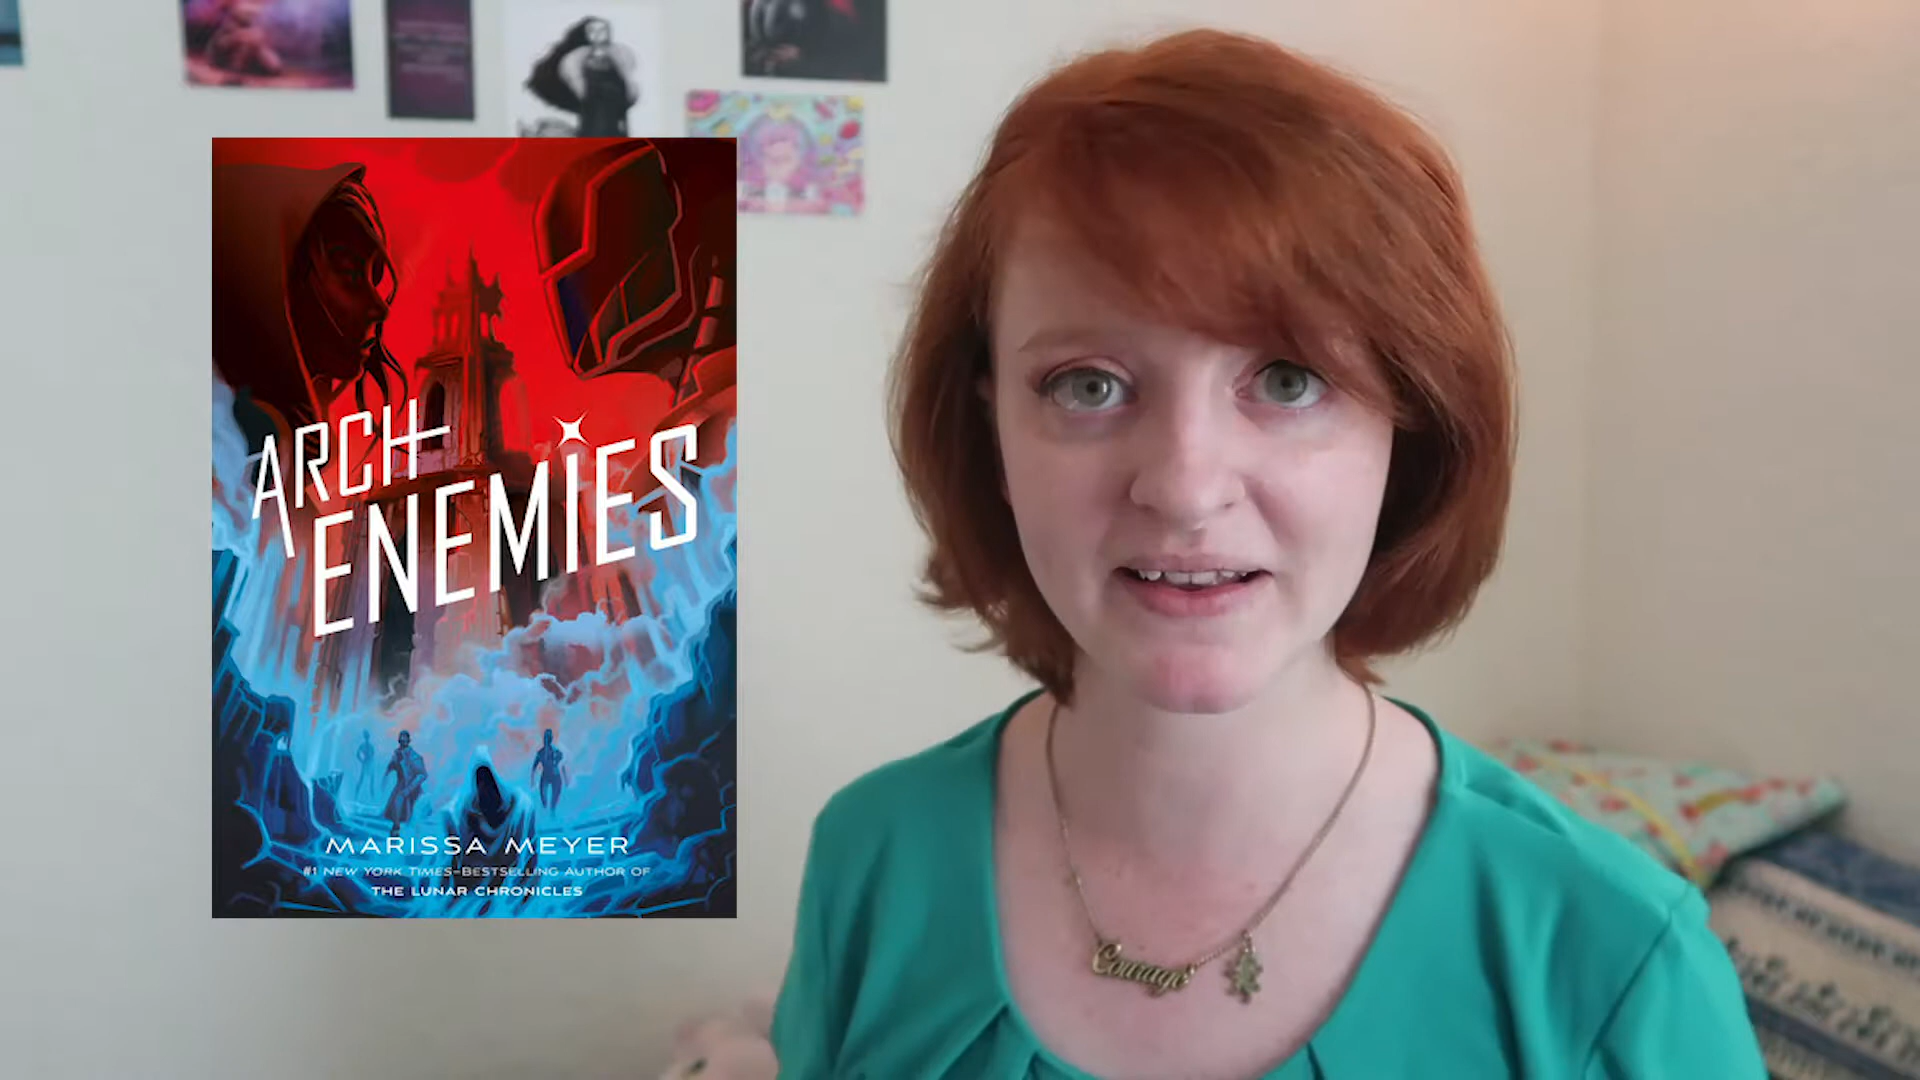 ARCH
ENEMIES
MARISSA MEYER
#1 NEW YORK TIMES–BESTSELLING AUTHOR OF
THE LUNAR CHRONICLES
Courage